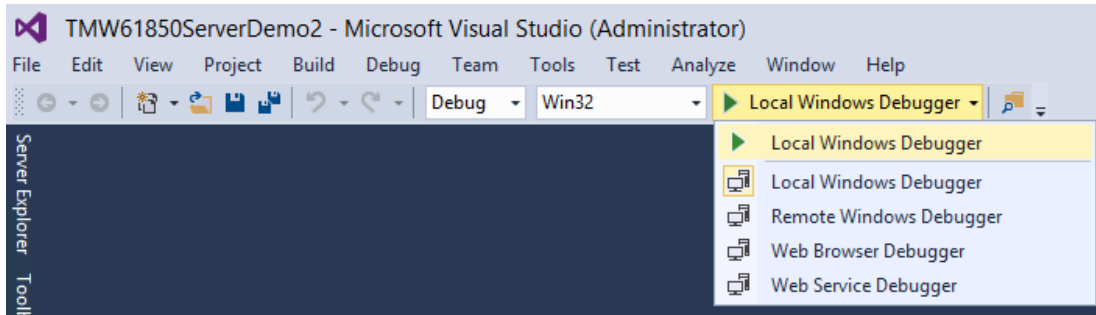 TMW61850ServerDemo2 - Microsoft Visual Studio (Administrator)
File Edit View Project Build Debug Team Tools Test Analyze Window Help
Debug Win32 Local Windows Debugger
Local Windows Debugger
Local Windows Debugger
Remote Windows Debugger
Web Browser Debugger
Web Service Debugger
Server Explorer